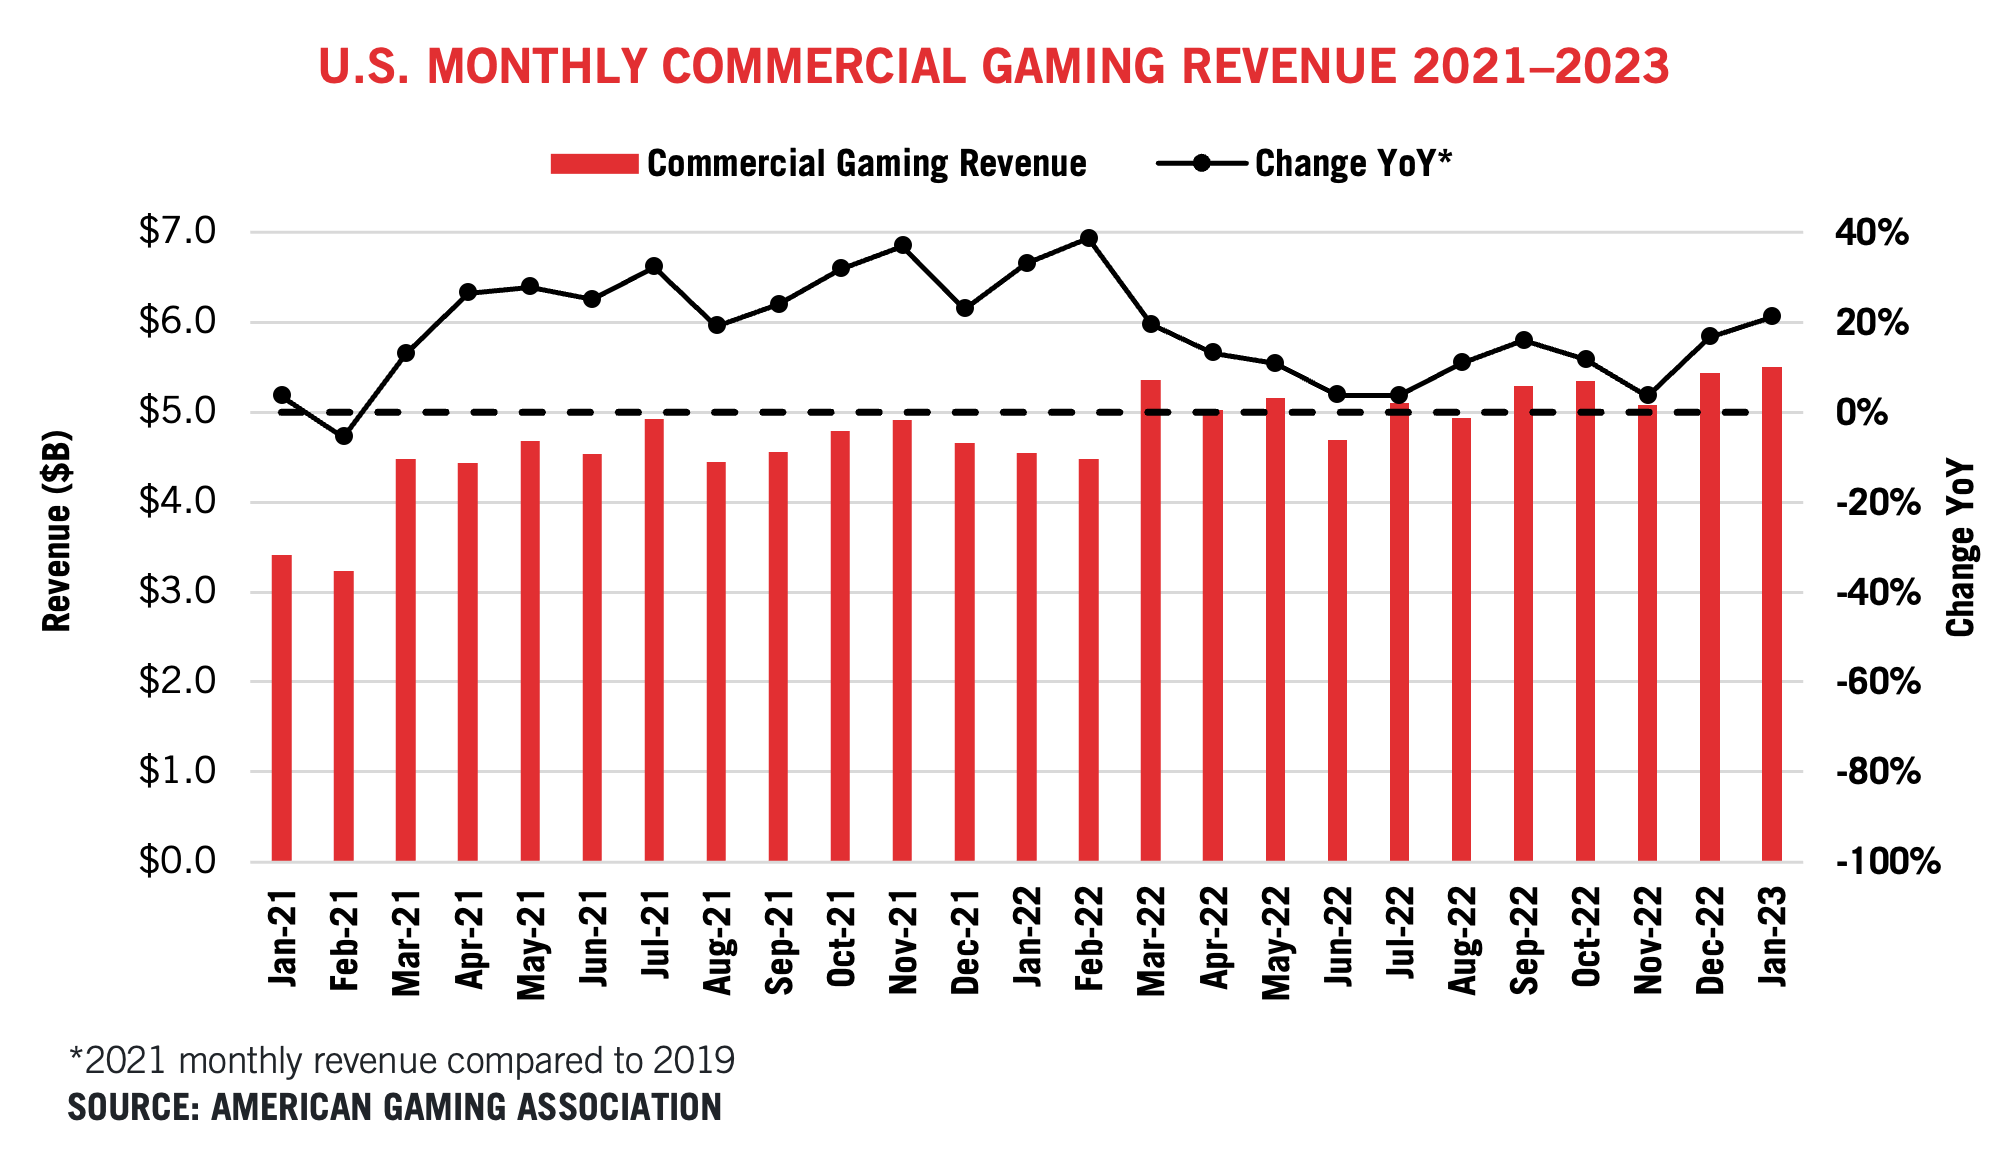 U.S. MONTHLY COMMERCIAL GAMING REVENUE 2021–2023
Commercial Gaming Revenue
Change YoY*
$7.0
$6.0
$5.0
$4.0
$3.0
$2.0
$1.0
$0.0
Revenue ($B)
40%
20%
0%
-20%
-40%
-60%
-80%
-100%
Change YoY
Jan-21
Feb-21
Mar-21
Apr-21
May-21
Jun-21
Jul-21
Aug-21
Sep-21
Oct-21
Nov-21
Dec-21
Jan-22
Feb-22
Mar-22
Apr-22
May-22
Jun-22
Jul-22
Aug-22
Sep-22
Oct-22
Nov-22
Dec-22
Jan-23
*2021 monthly revenue compared to 2019
SOURCE: AMERICAN GAMING ASSOCIATION